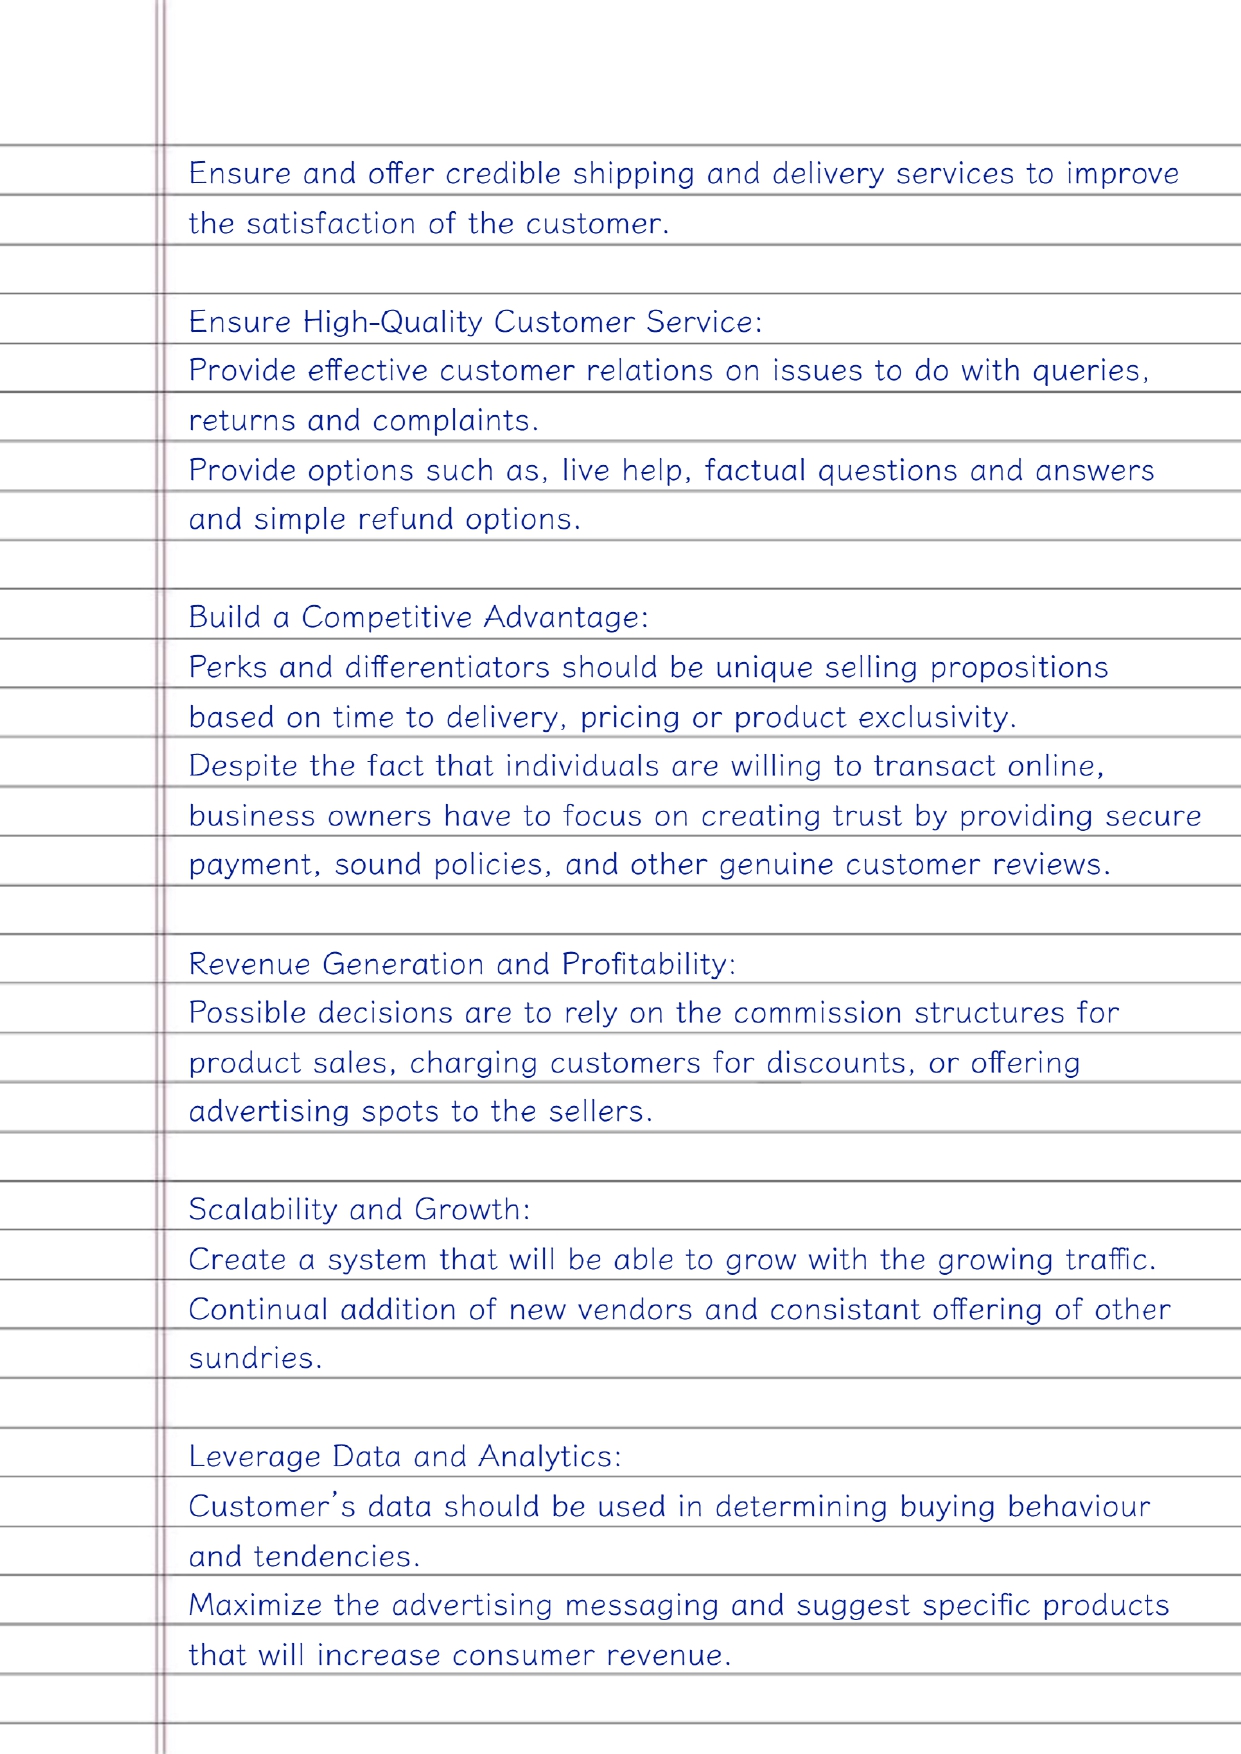 Ensure and offer credible shipping and delivery services to improve
the satisfaction of the customer.
Ensure High-Quality Customer Service:
Provide effective customer relations on issues to do with queries,
returns and complaints.
Provide options such as, live help, factual questions and answers
and simple refund options.
Build a Competitive Advantage:
Perks and differentiators should be unique selling propositions
based on time to delivery, pricing or product exclusivity.
Despite the fact that individuals are willing to transact online,
business owners have to focus on creating trust by providing secure
payment, sound policies, and other genuine customer reviews.
Revenue Generation and Profitability:
Possible decisions are to rely on the commission structures for
product sales, charging customers for discounts, or offering
advertising spots to the sellers.
Scalability and Growth:
Create a system that will be able to grow with the growing traffic.
Continual addition of new vendors and consistant offering of other
sundries.
Leverage Data and Analytics:
Customer's data should be used in determining buying behaviour
and tendencies.
Maximize the advertising messaging and suggest specific products
that will increase consumer revenue.